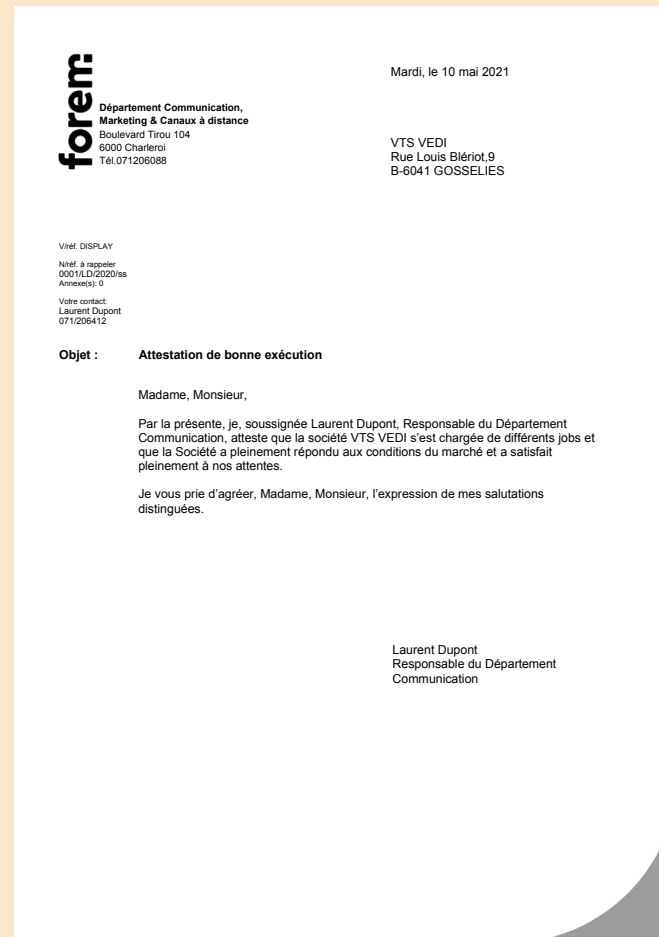 forem
Département Communication,
Marketing & Canaux à distance
Boulevard Tirou 104
6000 Charleroi
Tél.071206088
Mardi, le 10 mai 2021
VTS VEDI
Rue Louis Blériot,9
B-6041 GOSSELIES
V/réf. DISPLAY
N/réf. à rappeler
0001/LD/2020/ss
Annexe(s): 0
Votre contact:
Laurent Dupont
071/206412
Objet : Attestation de bonne exécution
Madame, Monsieur,
Par la présente, je, soussignée Laurent Dupont, Responsable du Département
Communication, atteste que la société VTS VEDI s’est chargée de différents jobs et
que la Société a pleinement répondu aux conditions du marché et a satisfait
pleinement à nos attentes.
Je vous prie d’agréer, Madame, Monsieur, l’expression de mes salutations
distinguées.
Laurent Dupont
Responsable du Département
Communication